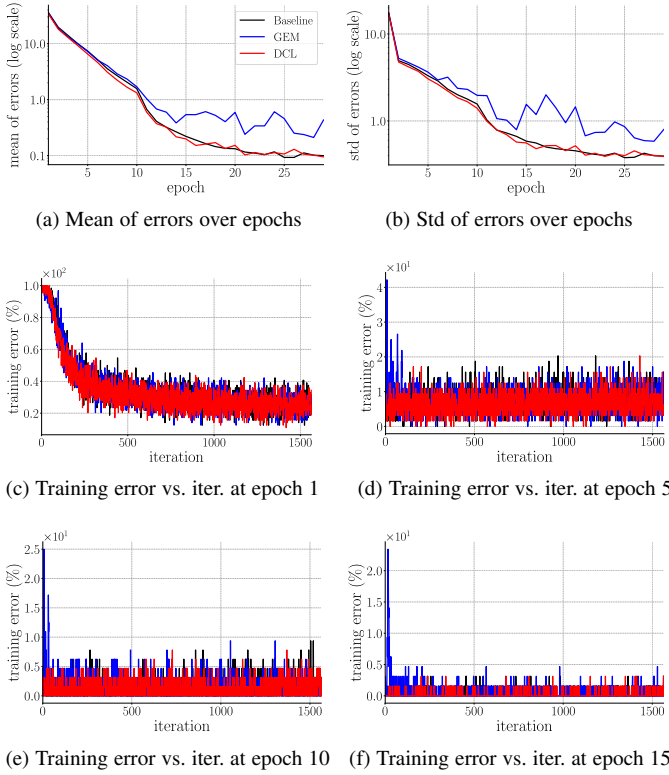 mean of errors (log scale)
10.0
1.0
0.1
Baseline
GEM
DCL
5
10
15
20
25
epoch
std of errors (log scale)
10.0
1.0
5
10
15
20
25
epoch
(a) Mean of errors over epochs
(b) Std of errors over epochs
×10²
training error (%)
1.0
0.8
0.6
0.4
0.2
0
500
1000
1500
iteration
×10¹
training error (%)
4
3
2
1
0
0
500
1000
1500
iteration
(c) Training error vs. iter. at epoch 1
(d) Training error vs. iter. at epoch 5
×10¹
training error (%)
2.5
2.0
1.5
1.0
0.5
0.0
0
500
1000
1500
iteration
×10¹
training error (%)
2.0
1.5
1.0
0.5
0.0
0
500
1000
1500
iteration
(e) Training error vs. iter. at epoch 10
(f) Training error vs. iter. at epoch 15